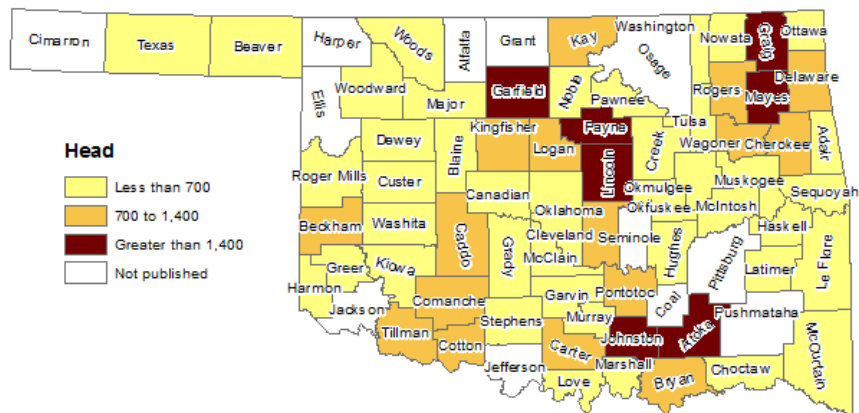 Cimarron
Texas
Beaver
Harper
Woods
Alfalfa
Grant
Kay
Washington
Osage
Nowata
Craig
Ottawa
Ellis
Woodward
Major
Garfield
Noble
Pawnee
Rogers
Mayes
Delaware
Tulsa
Dewey
Blaine
Kingfisher
Logan
Payne
Creek
Wagoner
Cherokee
Adair
Head
Less than 700
700 to 1,400
Greater than 1,400
Not published
Roger Mills
Custer
Canadian
Oklahoma
Lincoln
Okmulgee
Okfuskee
Muskogee
McIntosh
Sequoyah
Beckham
Washita
Caddo
Grady
Cleveland
McClain
Seminole
Hughes
Pittsburg
Haskell
Latimer
Le Flore
Harmon
Greer
Kiowa
Jackson
Comanche
Tillman
Cotton
Stephens
Garvin
Murray
Pontotoc
Coal
Johnston
Atoka
Pushmataha
McCurtain
Jefferson
Carter
Love
Marshall
Bryan
Choctaw